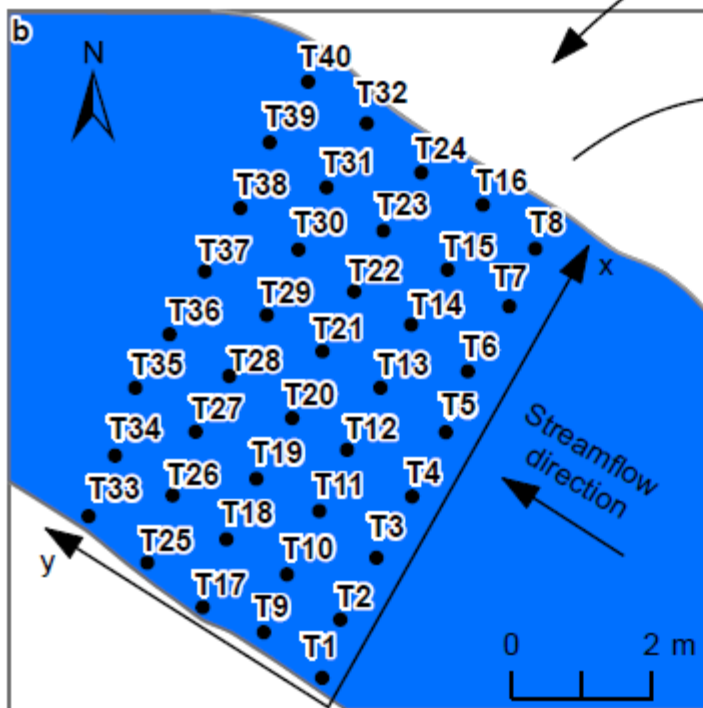 b
N
T40
T32
T39
T24
T31
T16
T38
T23
T8
T30
T15
T37
x
T7
T22
T29
T14
T36
T21
T6
T35
T28
T13
T5
T20
T27
Streamflow
direction
T12
T34
T19
T4
T26
T33
T11
T18
T3
T25
T10
y
T17
T2
T9
T1
0 2 m